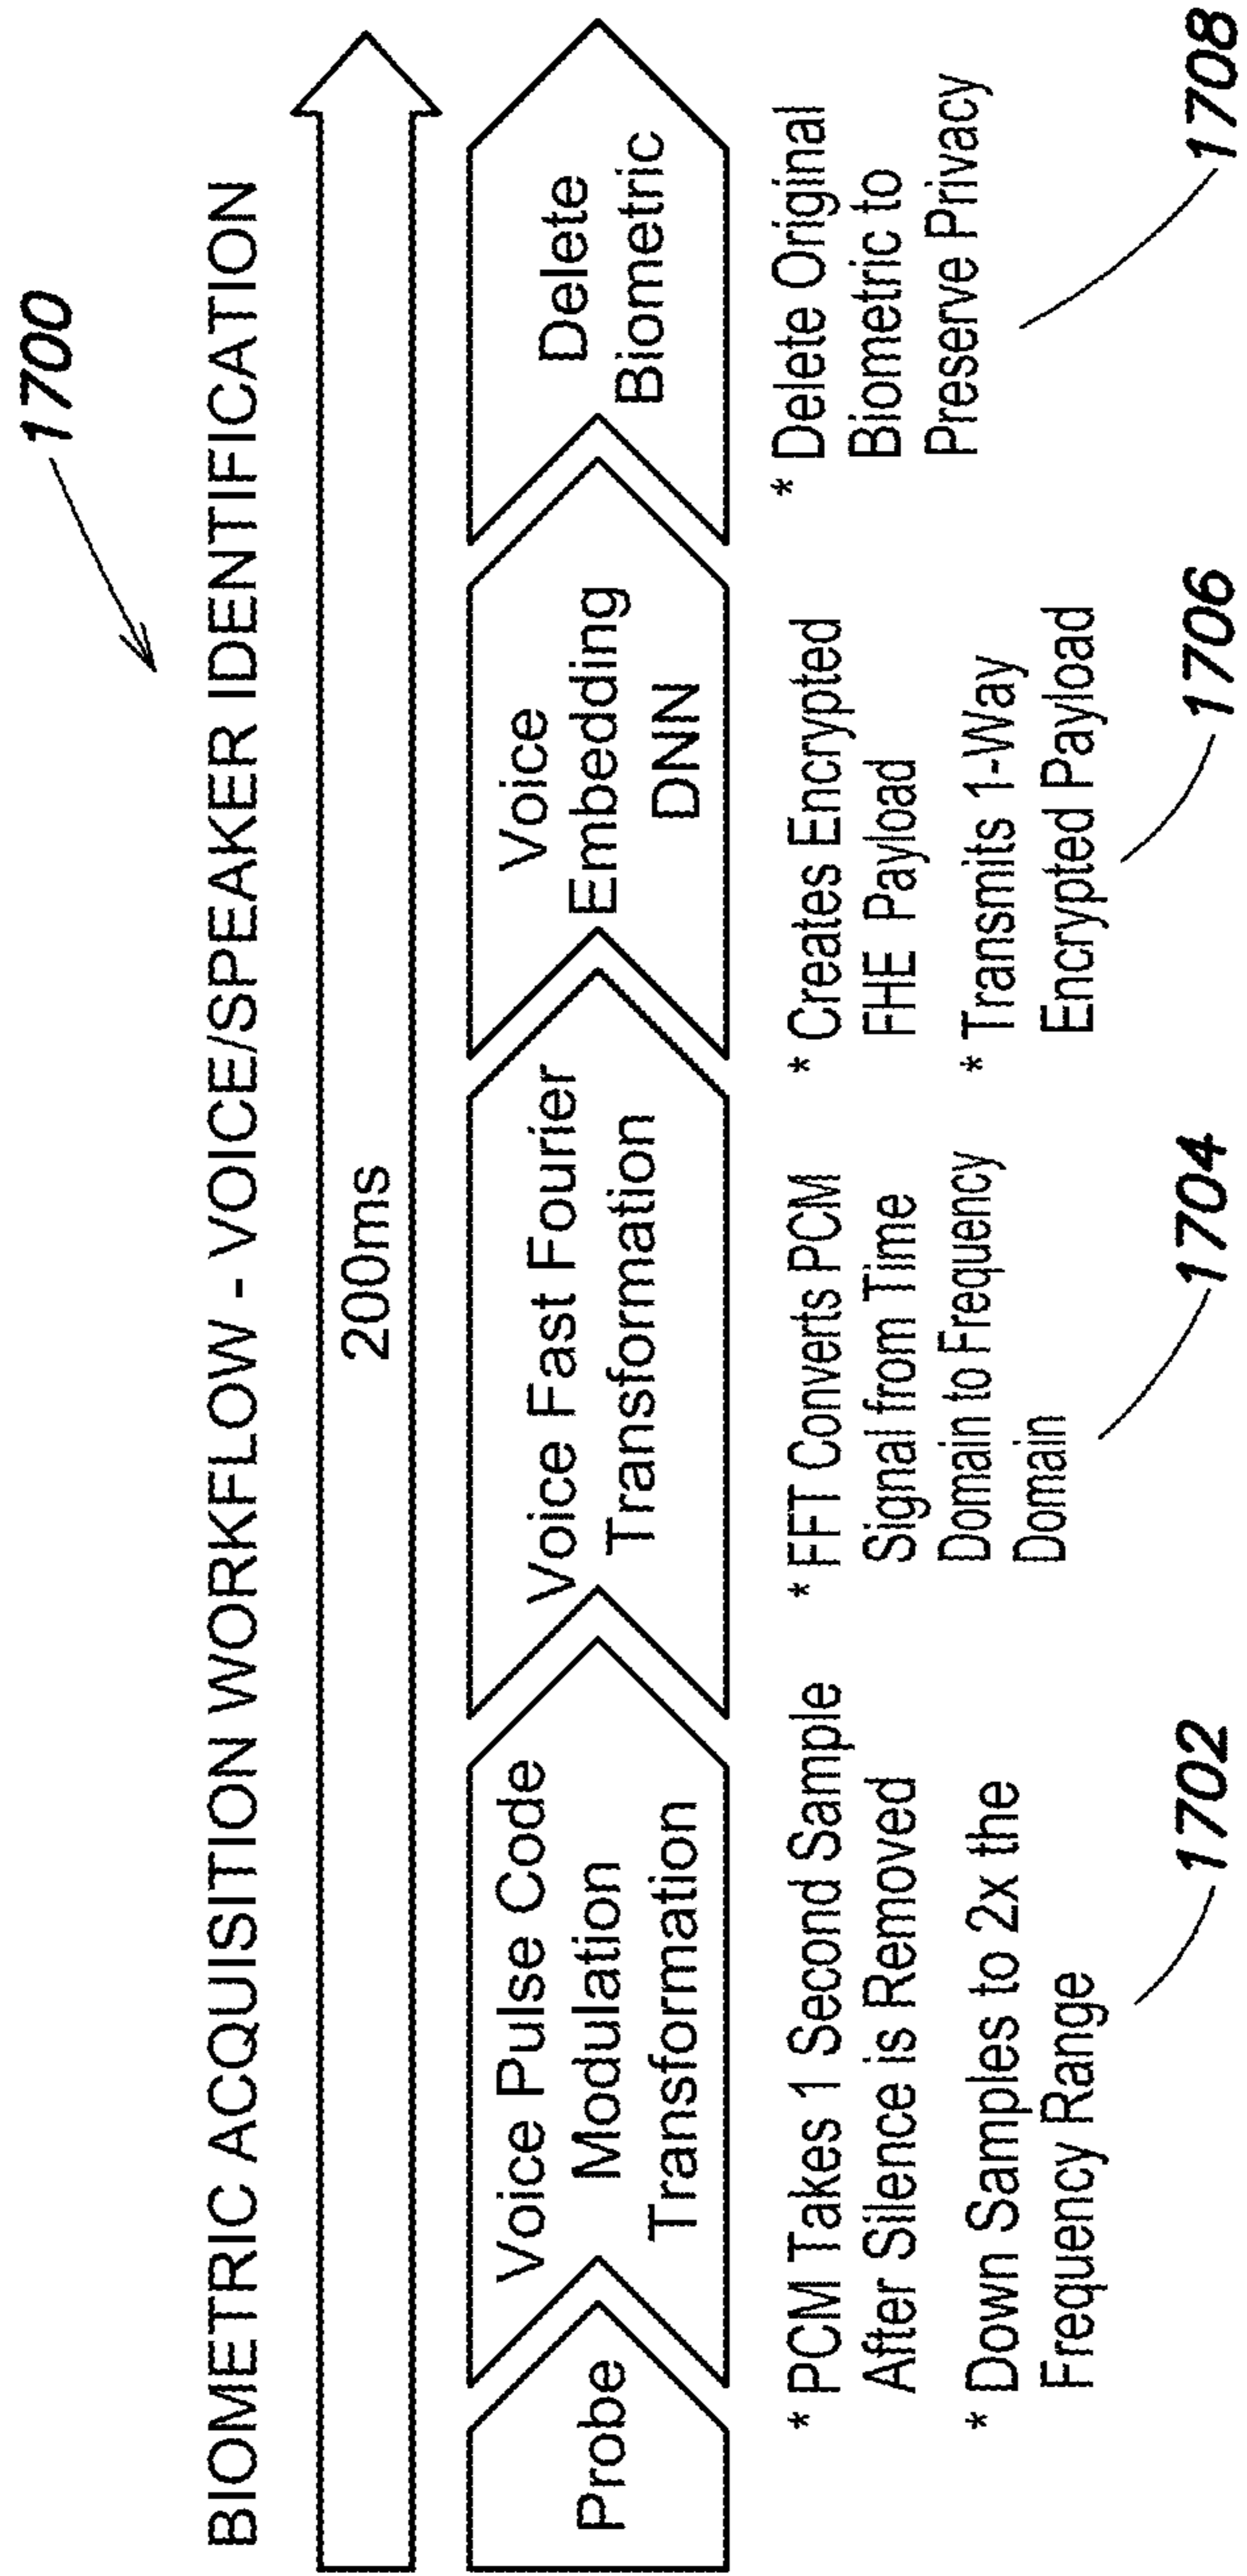 1700
BIOMETRIC ACQUISITION WORKFLOW - VOICE/SPEAKER IDENTIFICATION
200ms
Probe
Voice Pulse Code
Modulation
Transformation
Voice Fast Fourier
Transformation
Voice
Embedding
DNN
Delete
Biometric
* PCM Takes 1 Second Sample
After Silence is Removed
* Down Samples to 2x the
Frequency Range
1702
* FFT Converts PCM
Signal from Time
Domain to Frequency
Domain
1704
* Creates Encrypted
FHE Payload
* Transmits 1-Way
Encrypted Payload
1706
* Delete Original
Biometric to
Preserve Privacy
1708